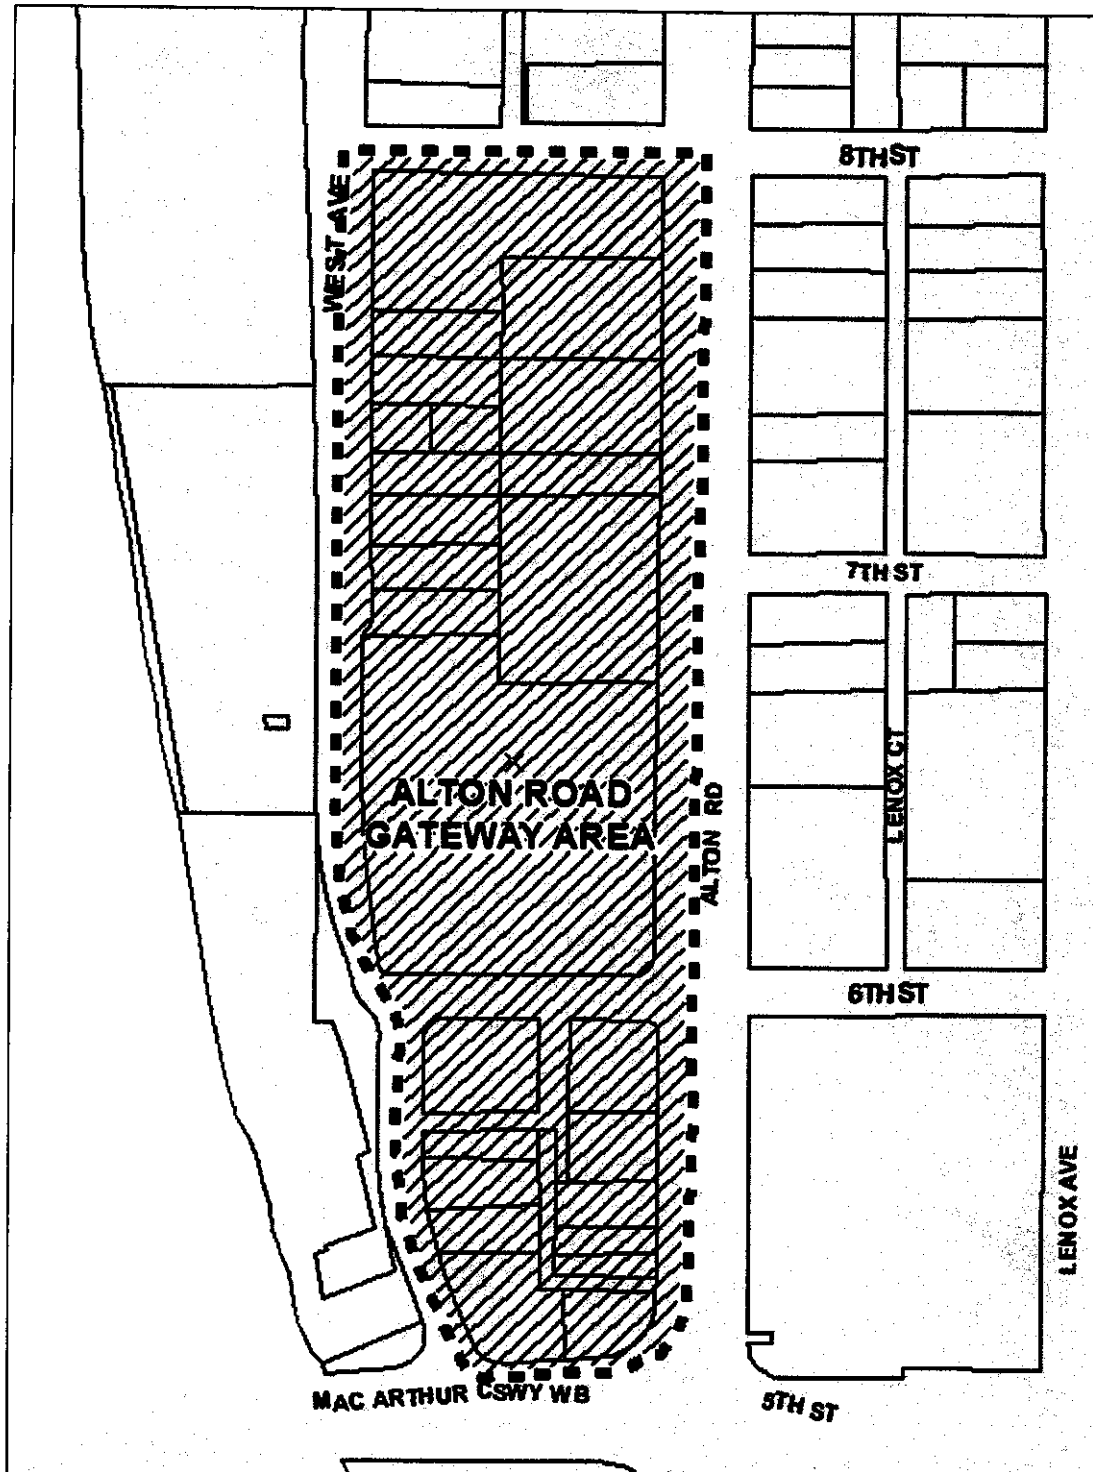 8TH ST
WEST AVE
7TH ST
LENOX CT
ALTON ROAD
GATEWAY AREA
ALTON RD
6TH ST
LENOX AVE
MAC ARTHUR CSWY WB
5TH ST